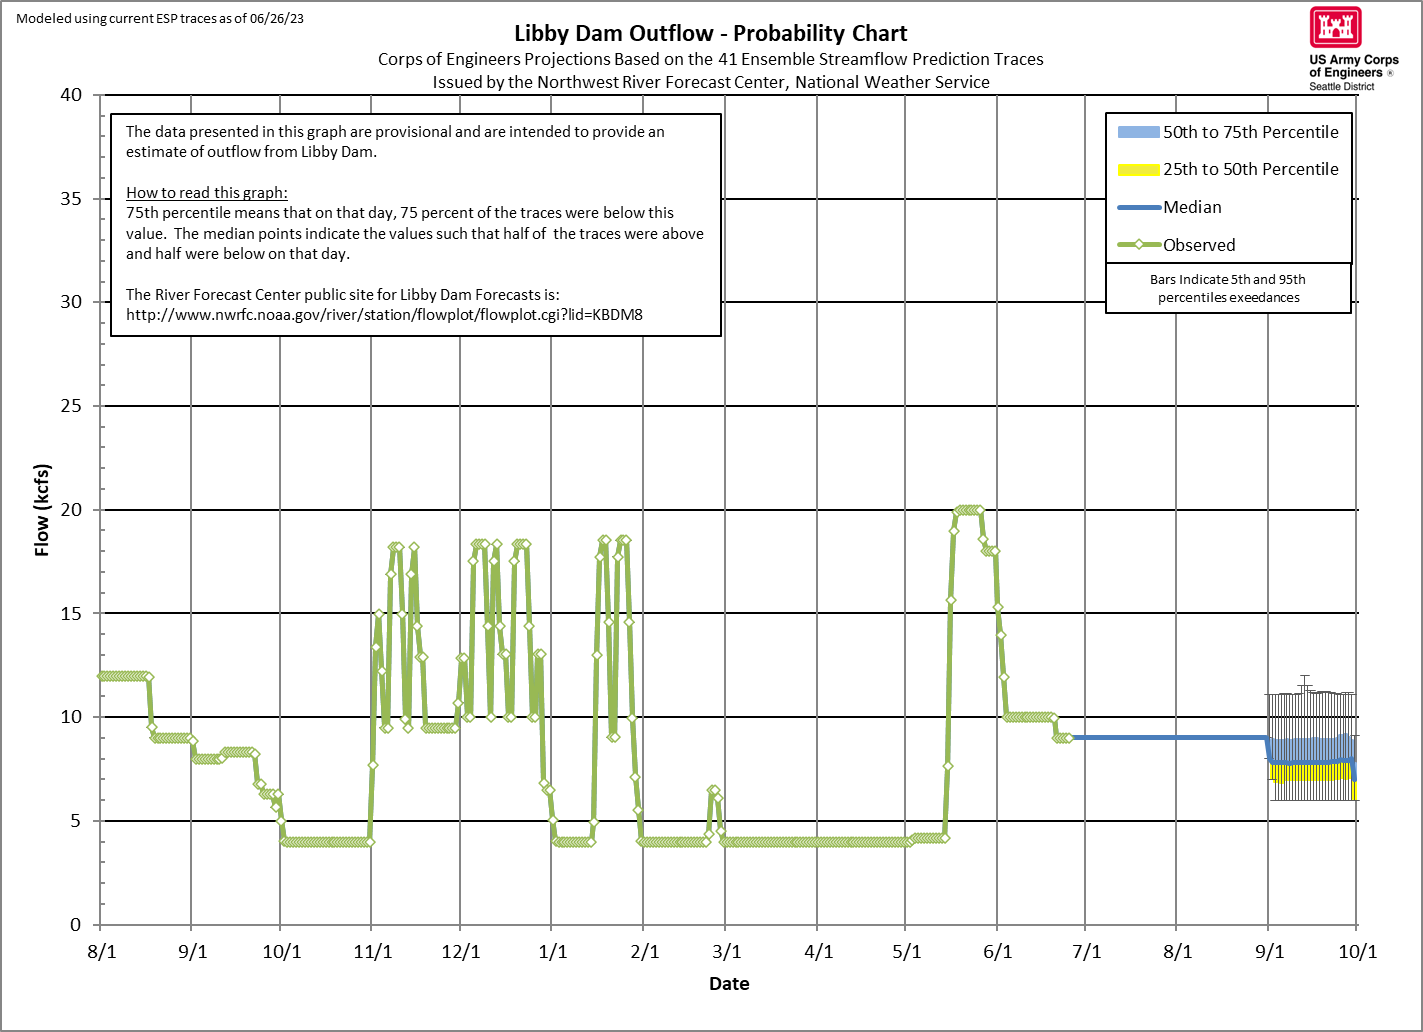 Modeled using current ESP traces as of 06/26/23
Libby Dam Outflow - Probability Chart
Corps of Engineers Projections Based on the 41 Ensemble Streamflow Prediction Traces
Issued by the Northwest River Forecast Center, National Weather Service
US Army Corps
of Engineers ®
Seattle District
The data presented in this graph are provisional and are intended to provide an
estimate of outflow from Libby Dam.
How to read this graph:
75th percentile means that on that day, 75 percent of the traces were below this
value. The median points indicate the values such that half of the traces were above
and half were below on that day.
The River Forecast Center public site for Libby Dam Forecasts is:
http://www.nwrfc.noaa.gov/river/station/flowplot/flowplot.cgi?lid=KBDM8
50th to 75th Percentile
25th to 50th Percentile
Median
Observed
Bars Indicate 5th and 95th
percentiles exeedances
Flow (kcfs)
40
35
30
25
20
15
10
5
0
8/1 9/1 10/1 11/1 12/1 1/1 2/1 3/1 4/1 5/1 6/1 7/1 8/1 9/1 10/1
Date